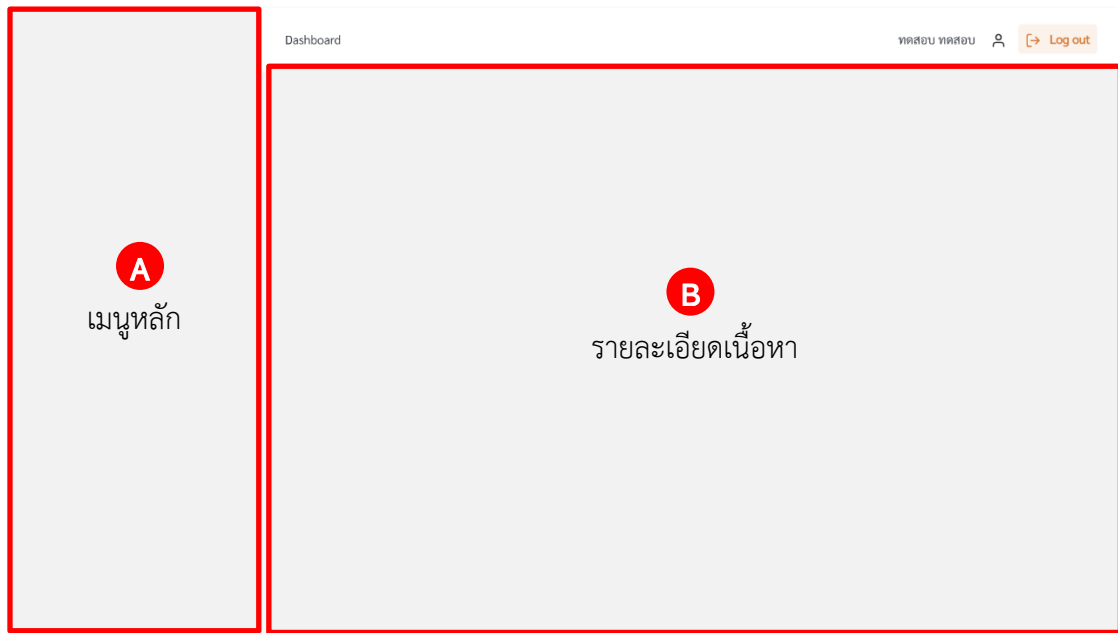 Dashboard
ทดสอบ ทดสอบ
Log out
A
เมนูหลัก
B
รายละเอียดเนื้อหา